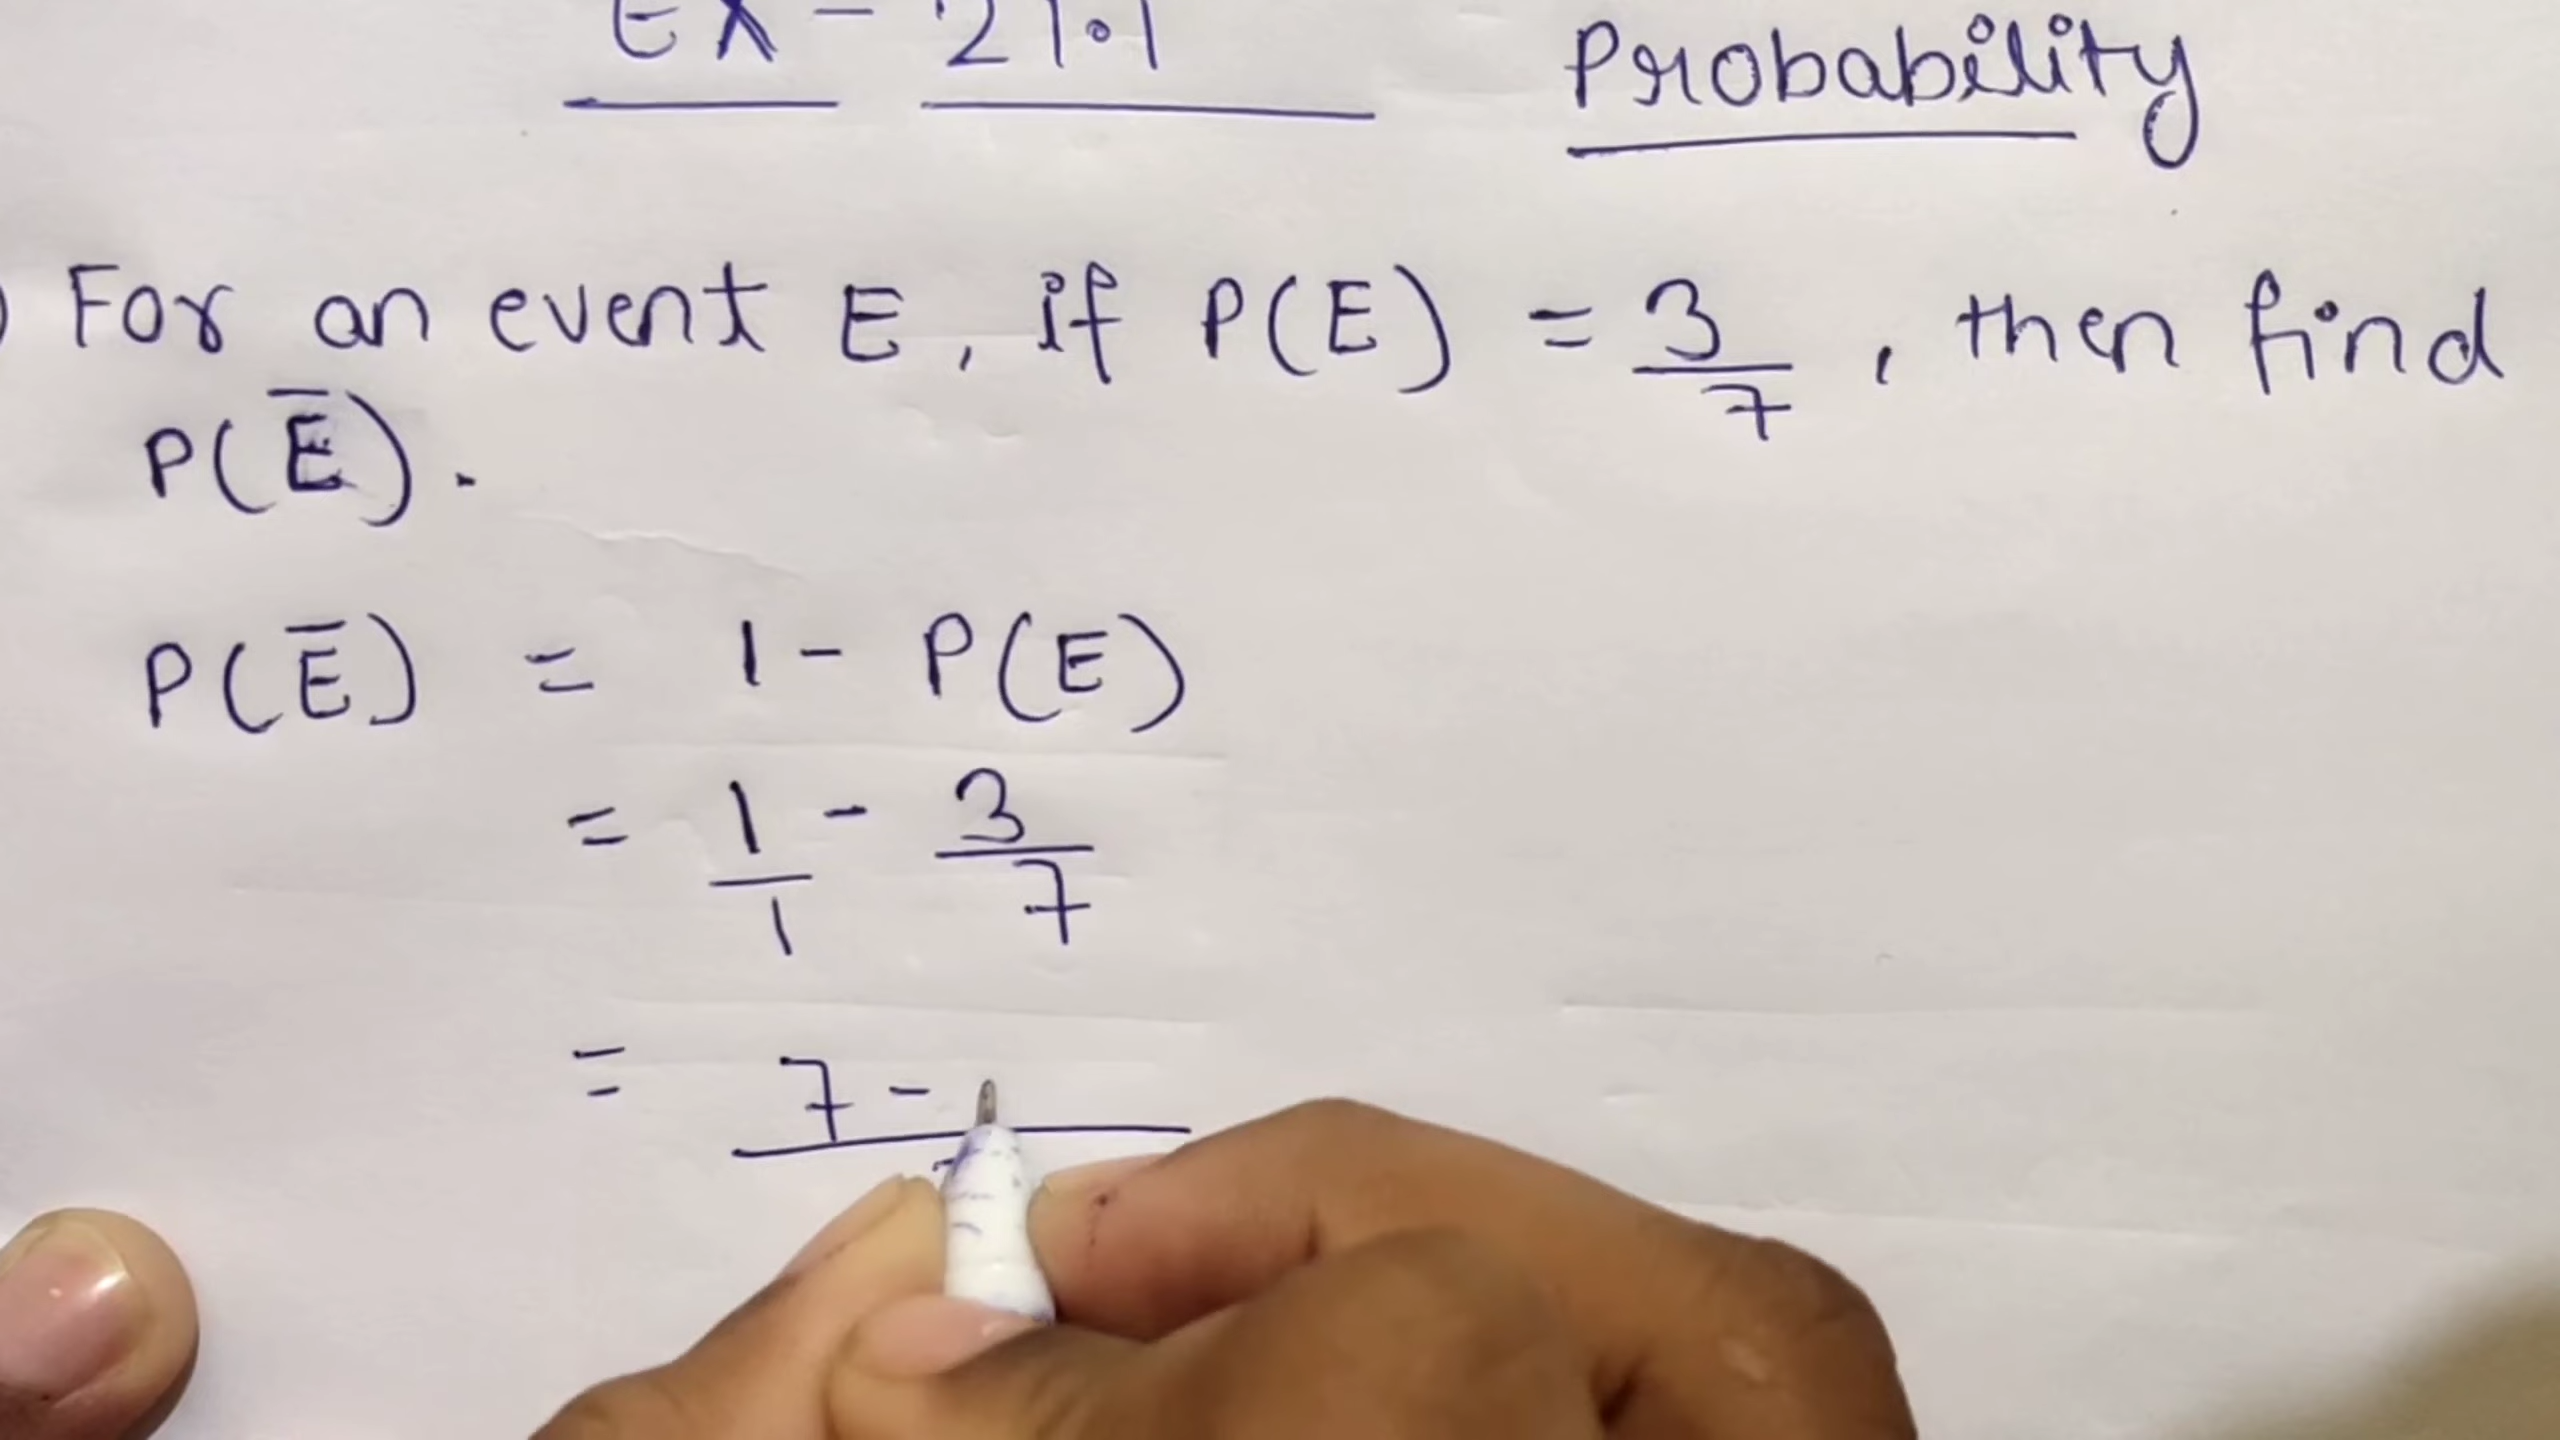 Ex - 21.1 Probability
) For an event E, if P(E) = 3/7, then find
P(E̅).
P(E̅) = 1 - P(E)
= 1/1 - 3/7
= 7 -